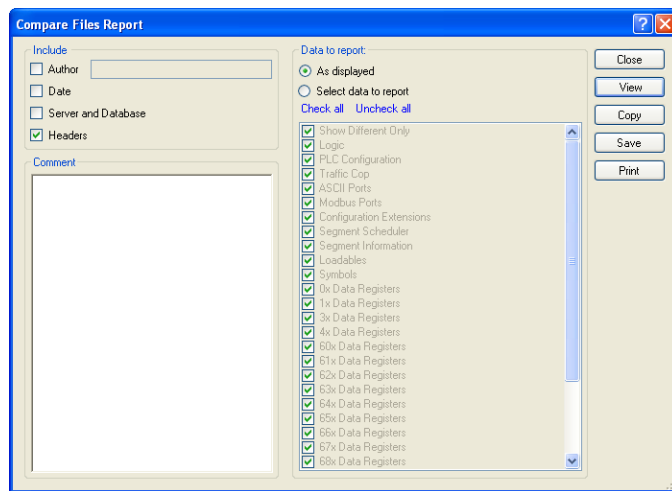 Compare Files Report
Include
Author
Date
Server and Database
Headers
Comment
Data to report:
As displayed
Select data to report
Check all Uncheck all
Show Different Only
Logic
PLC Configuration
Traffic Cop
ASCII Ports
Modbus Ports
Configuration Extensions
Segment Scheduler
Segment Information
Loadables
Symbols
0x Data Registers
1x Data Registers
3x Data Registers
4x Data Registers
60x Data Registers
61x Data Registers
62x Data Registers
63x Data Registers
64x Data Registers
65x Data Registers
66x Data Registers
67x Data Registers
68x Data Registers
Close
View
Copy
Save
Print